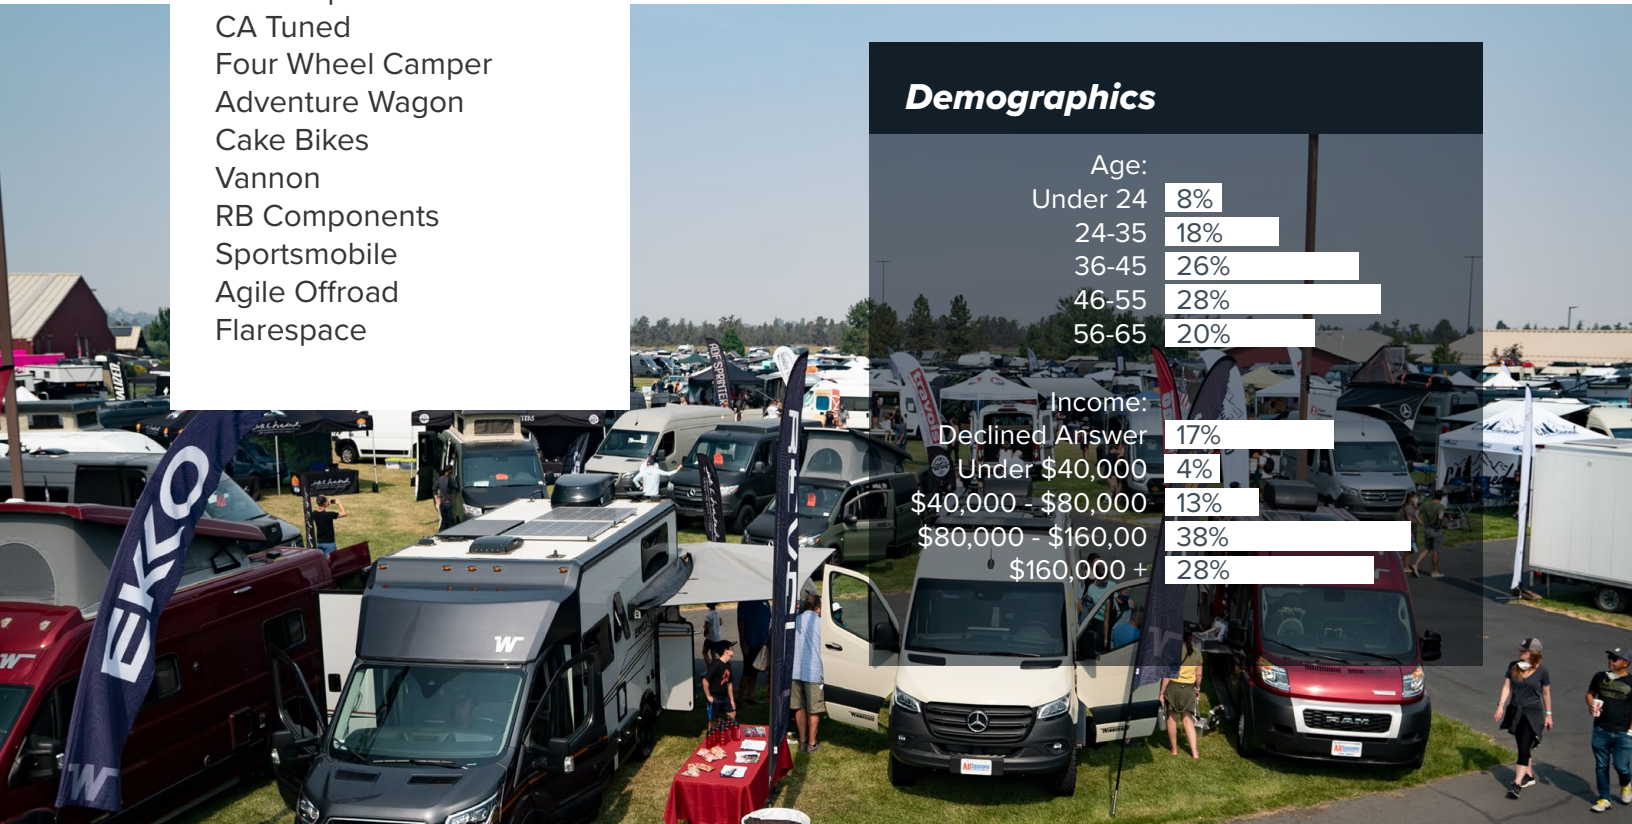 CA Tuned
Four Wheel Camper
Adventure Wagon
Cake Bikes
Vannon
RB Components
Sportsmobile
Agile Offroad
Flarespace
Demographics
Age:
Under 24 8%
24-35 18%
36-45 26%
46-55 28%
56-65 20%
Income:
Declined Answer 17%
Under $40,000 4%
$40,000 - $80,000 13%
$80,000 - $160,00 38%
$160,000 + 28%
EKO
W
W
W
RAM